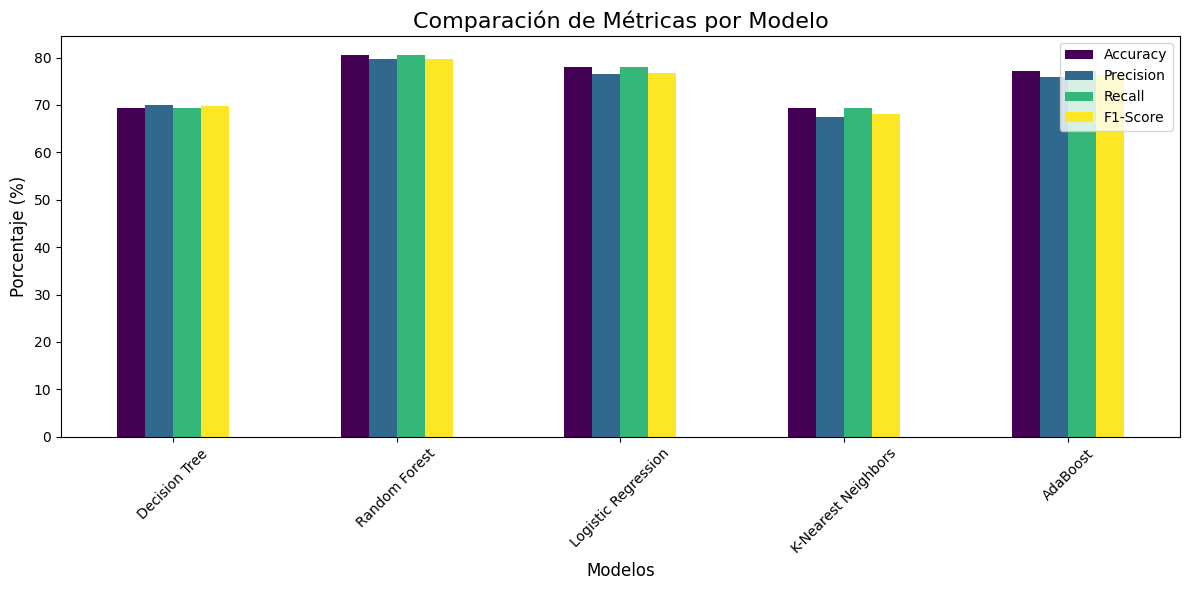 Comparación de Métricas por Modelo
Accuracy
Precision
Recall
F1-Score
Porcentaje (%)
80
70
60
50
40
30
20
10
0
Decision Tree
Random Forest
Logistic Regression
K-Nearest Neighbors
AdaBoost
Modelos